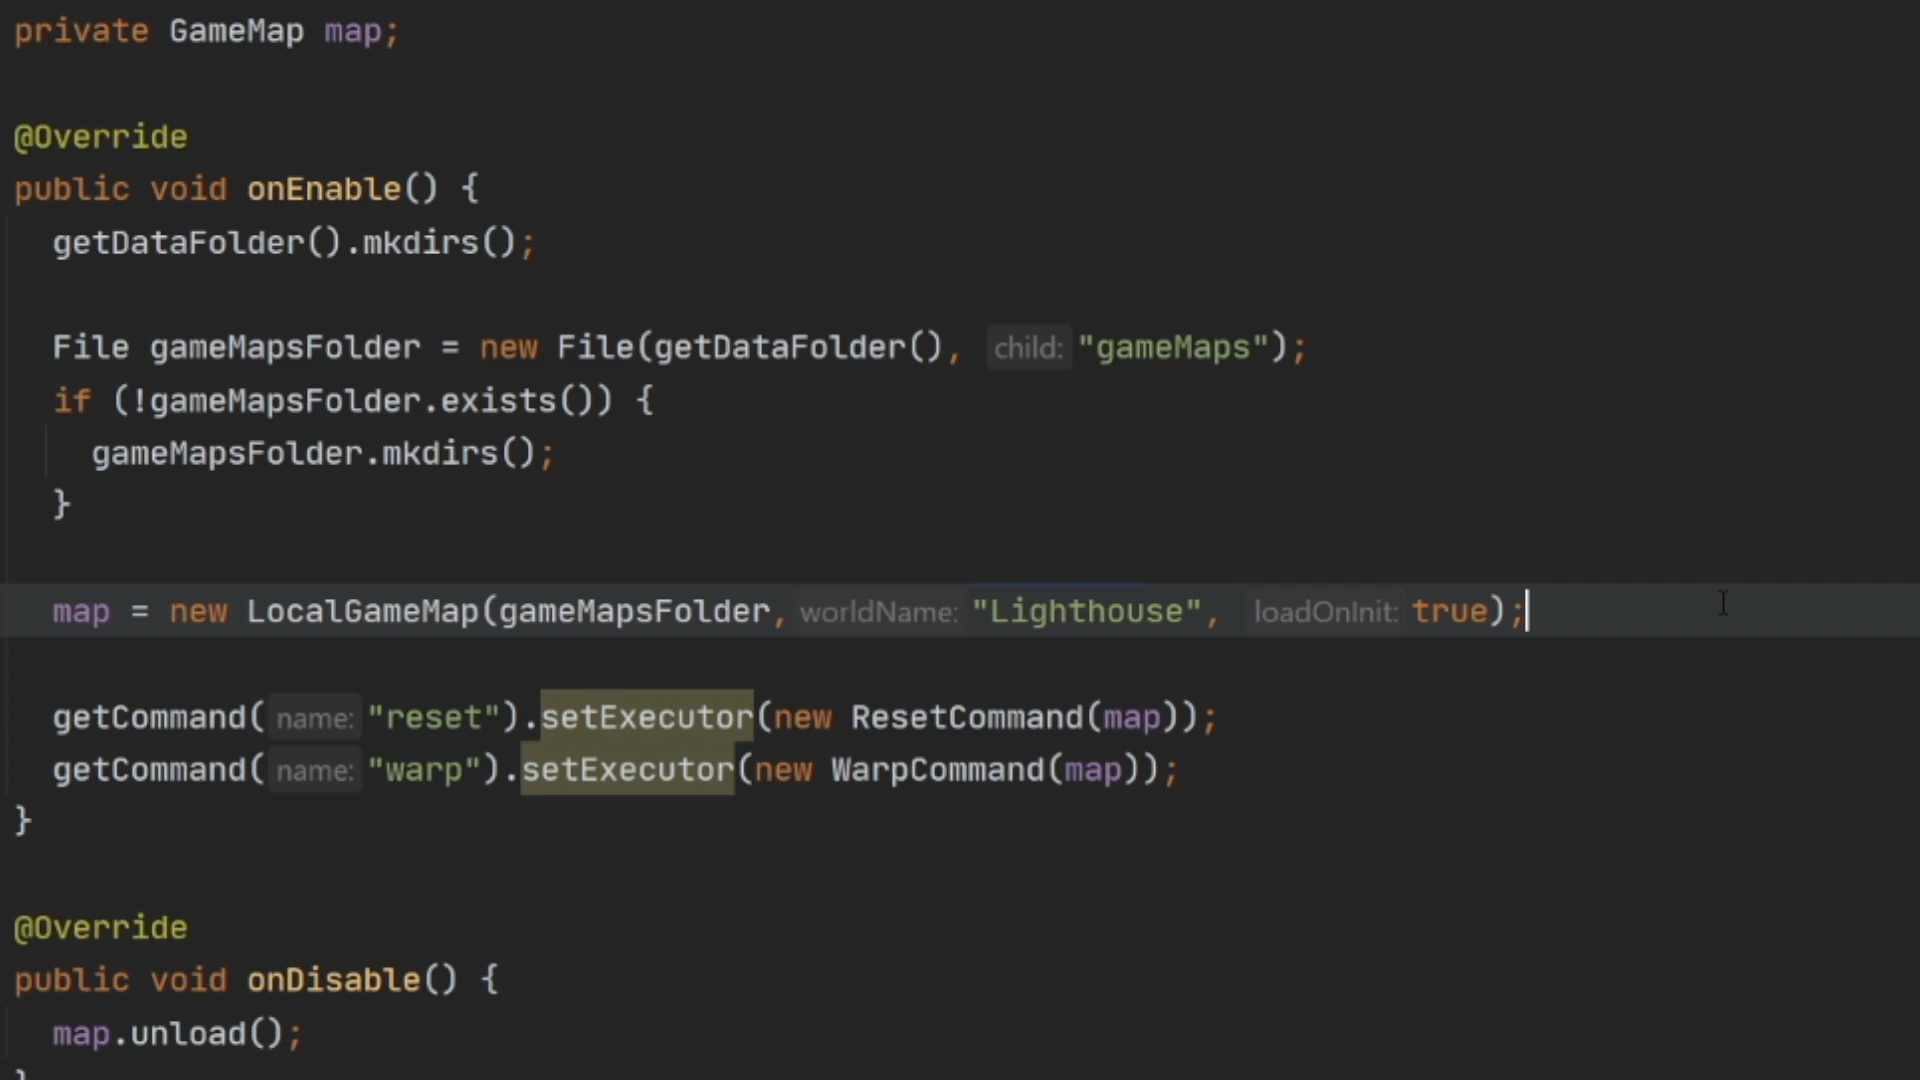 private GameMap map;
@Override
public void onEnable() {
getDataFolder().mkdirs();
File gameMapsFolder = new File(getDataFolder(), child: "gameMaps");
if (!gameMapsFolder.exists()) {
gameMapsFolder.mkdirs();
}
map = new LocalGameMap(gameMapsFolder, worldName: "Lighthouse", loadOnInit: true);
getCommand( name: "reset").setExecutor(new ResetCommand(map));
getCommand( name: "warp").setExecutor(new WarpCommand(map));
}
@Override
public void onDisable() {
map.unload();
}